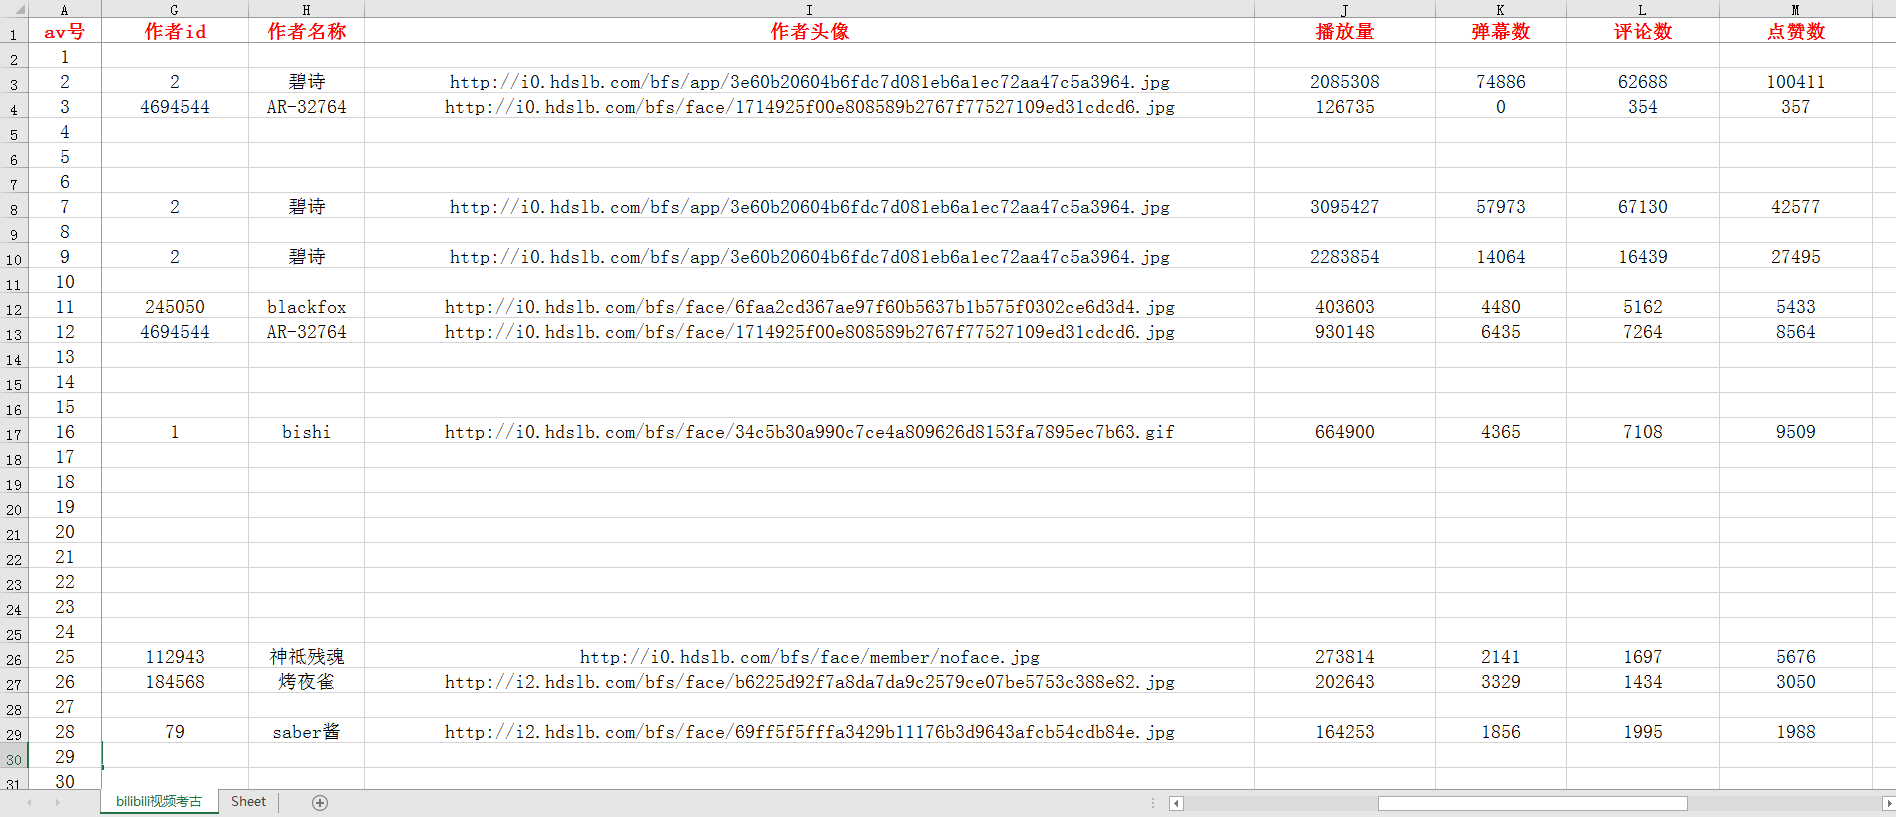 A G H I J K L M
1 av号 作者id 作者名称 作者头像 播放量 弹幕数 评论数 点赞数
2 1
3 2 2 碧诗 http://i0.hdslb.com/bfs/app/3e60b20604b6fdc7d081eb6a1ec72aa47c5a3964.jpg 2085308 74886 62688 100411
4 3 4694544 AR-32764 http://i0.hdslb.com/bfs/face/1714925f00e808589b2767f77527109ed31cdcd6.jpg 126735 0 354 357
5 4
6 5
7 6
8 7 2 碧诗 http://i0.hdslb.com/bfs/app/3e60b20604b6fdc7d081eb6a1ec72aa47c5a3964.jpg 3095427 57973 67130 42577
9 8
10 9 2 碧诗 http://i0.hdslb.com/bfs/app/3e60b20604b6fdc7d081eb6a1ec72aa47c5a3964.jpg 2283854 14064 16439 27495
11 10
12 11 245050 blackfox http://i0.hdslb.com/bfs/face/6faa2cd367ae97f60b5637b1b575f0302ce6d3d4.jpg 403603 4480 5162 5433
13 12 4694544 AR-32764 http://i0.hdslb.com/bfs/face/1714925f00e808589b2767f77527109ed31cdcd6.jpg 930148 6435 7264 8564
14 13
15 14
16 15
17 16 1 bishi http://i0.hdslb.com/bfs/face/34c5b30a990c7ce4a809626d8153fa7895ec7b63.gif 664900 4365 7108 9509
18 17
19 18
20 19
21 20
22 21
23 22
24 23
25 24
26 25 112943 神祗残魂 http://i0.hdslb.com/bfs/face/member/noface.jpg 273814 2141 1697 5676
27 26 184568 烤夜雀 http://i2.hdslb.com/bfs/face/b6225d92f7a8da7da9c2579ce07be5753c388e82.jpg 202643 3329 1434 3050
28 27
29 28 79 saber酱 http://i2.hdslb.com/bfs/face/69ff5f5fffa3429b11176b3d9643afcb54cdb84e.jpg 164253 1856 1995 1988
30 29
31 30
bilibili视频考古 Sheet